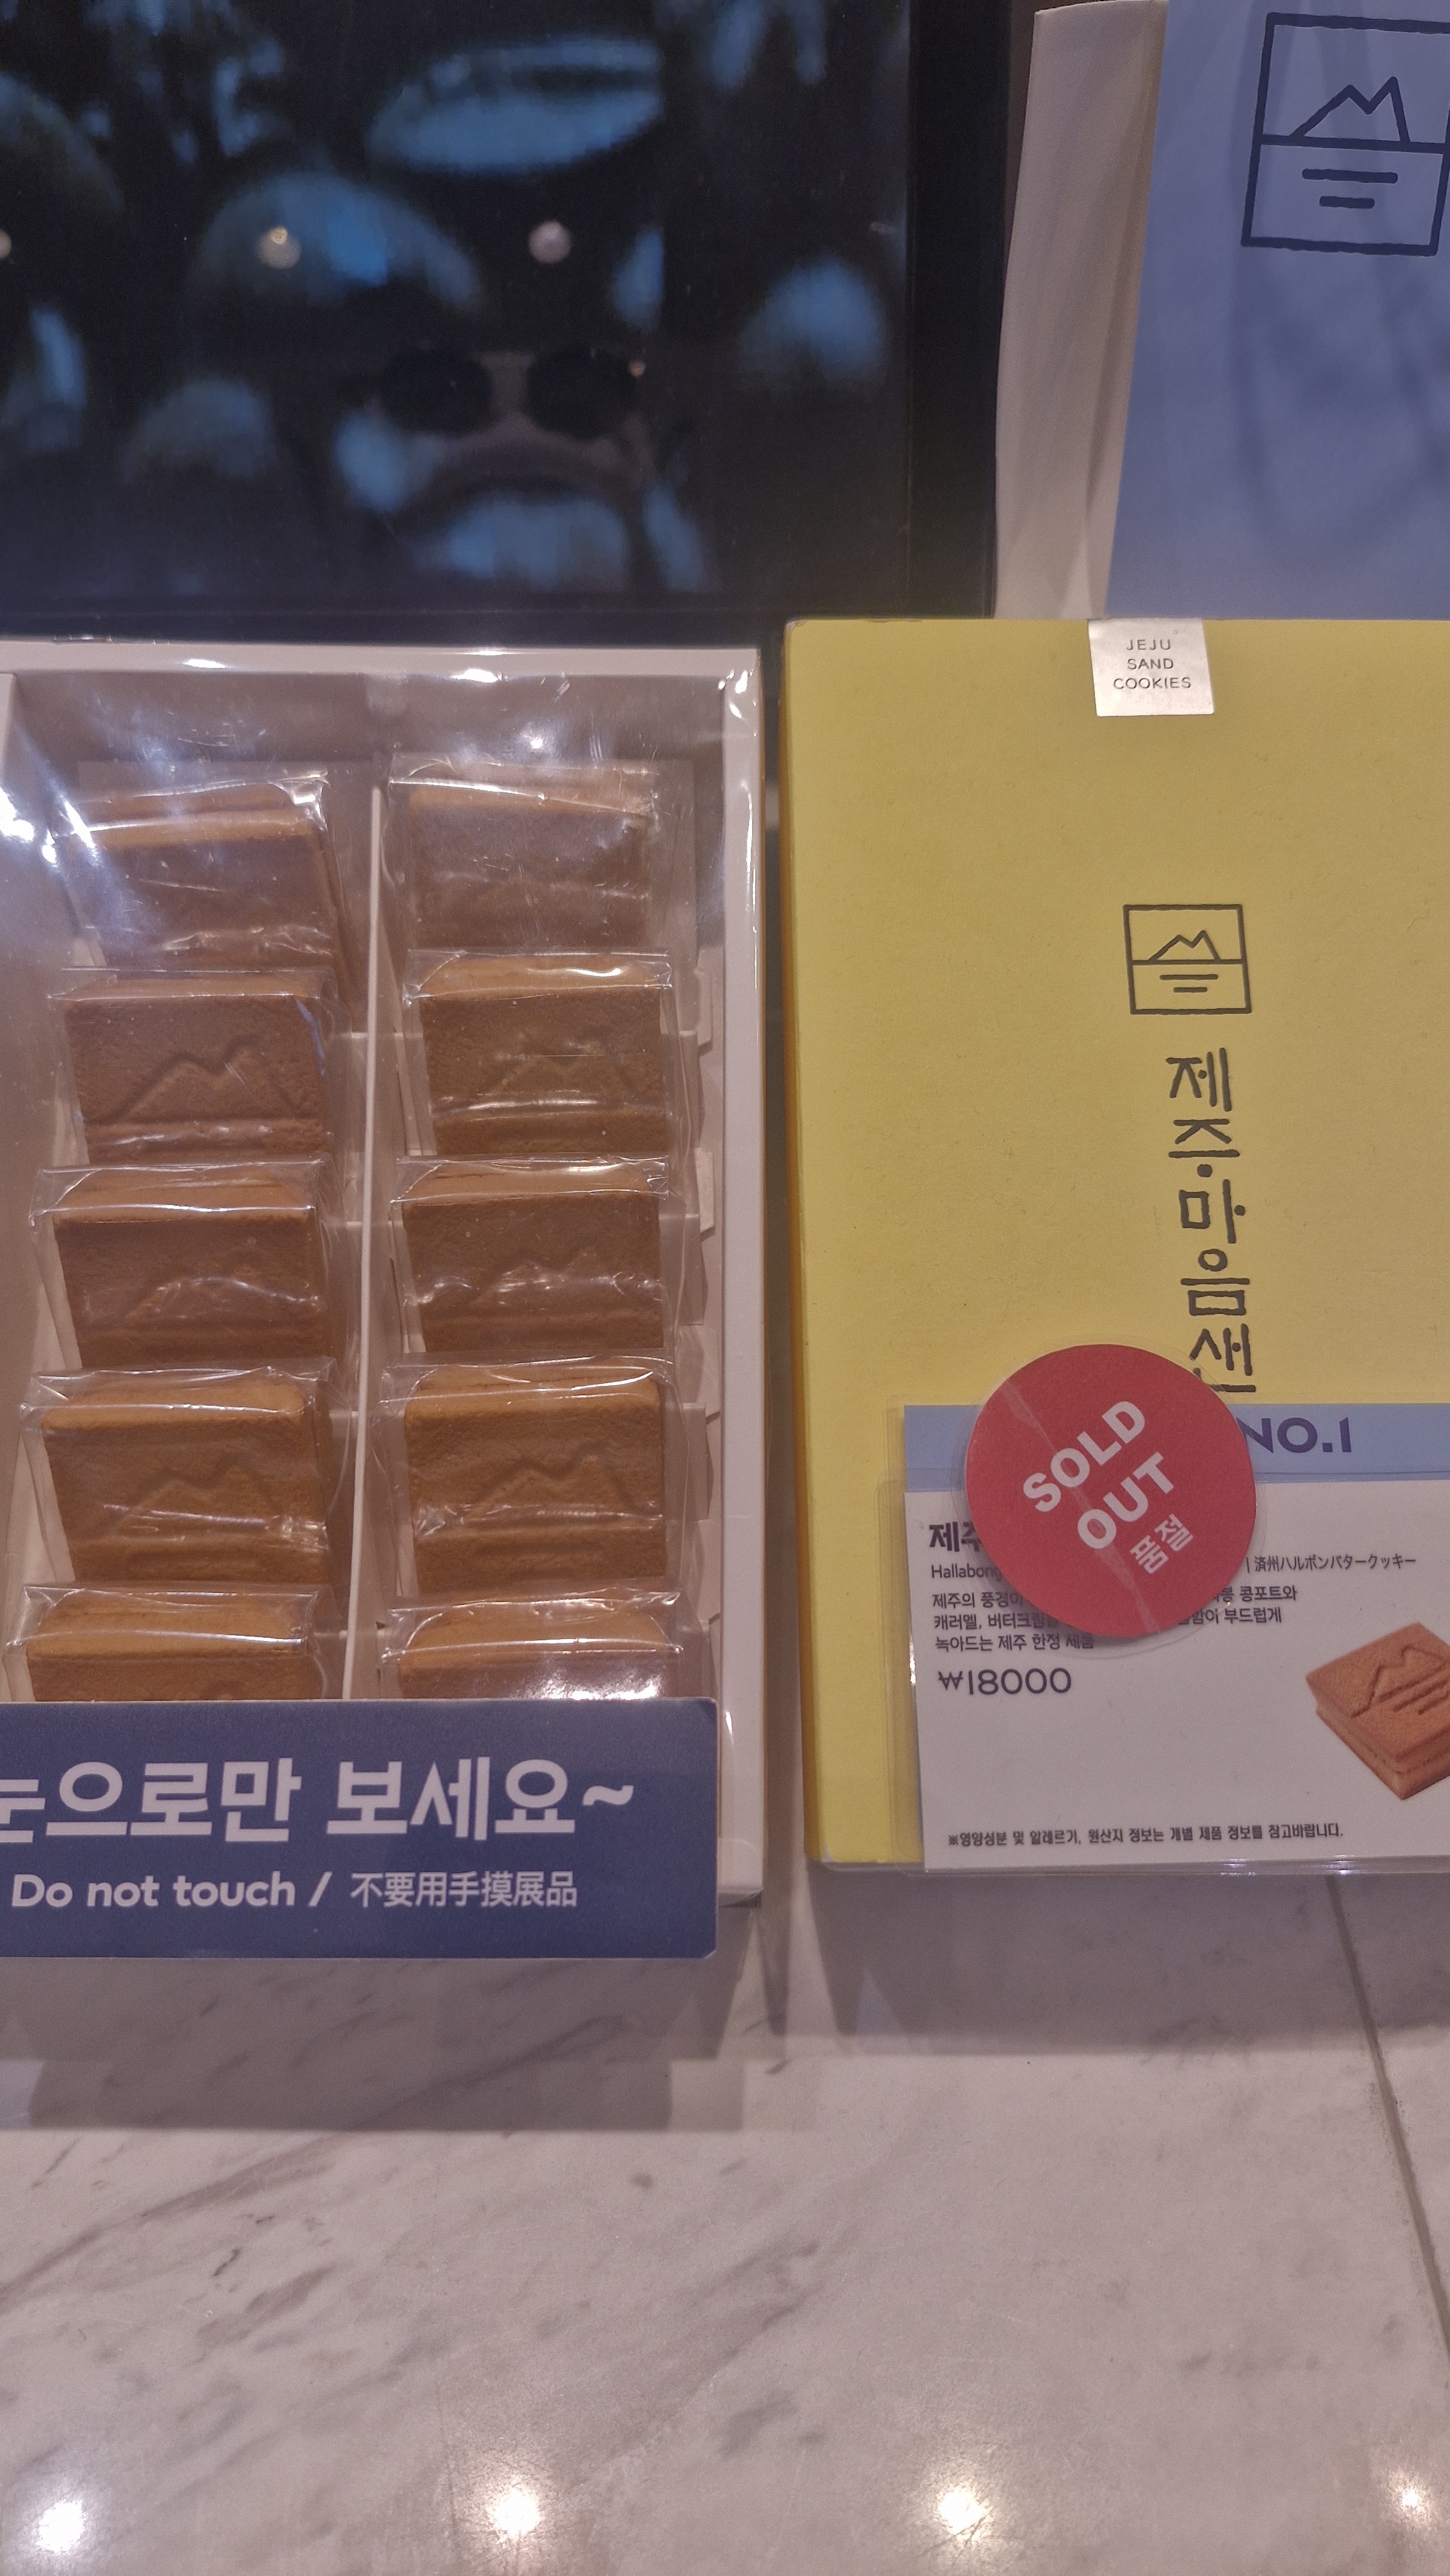 JEJU
SAND
COOKIES
제주마음샌
NO.1
SOLD
OUT
품절
Hallabong
| 済州ハルボンバタークッキー
제주의 풍경이 콩포트와
캐러멜, 부드럽게
녹아드는 제주 한정 제품
₩18000
※영양성분 및 알레르기, 원산지 정보는 개별 제품 정보를 참고바랍니다.
눈으로만 보세요~
Do not touch / 不要用手摸展品